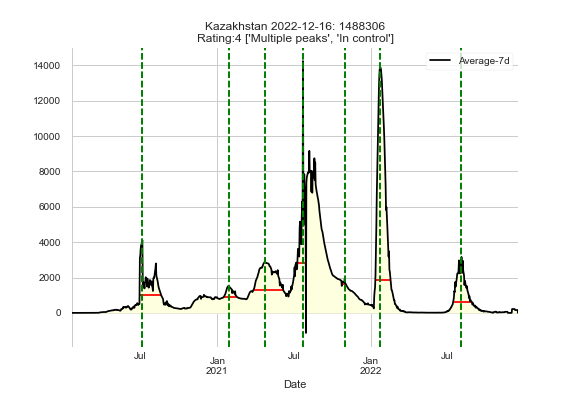 Kazakhstan 2022-12-16: 1488306
Rating:4 ['Multiple peaks', 'In control']
Average-7d
14000
12000
10000
8000
6000
4000
2000
0
Jul
Jan
2021
Jul
Jan
2022
Jul
Date